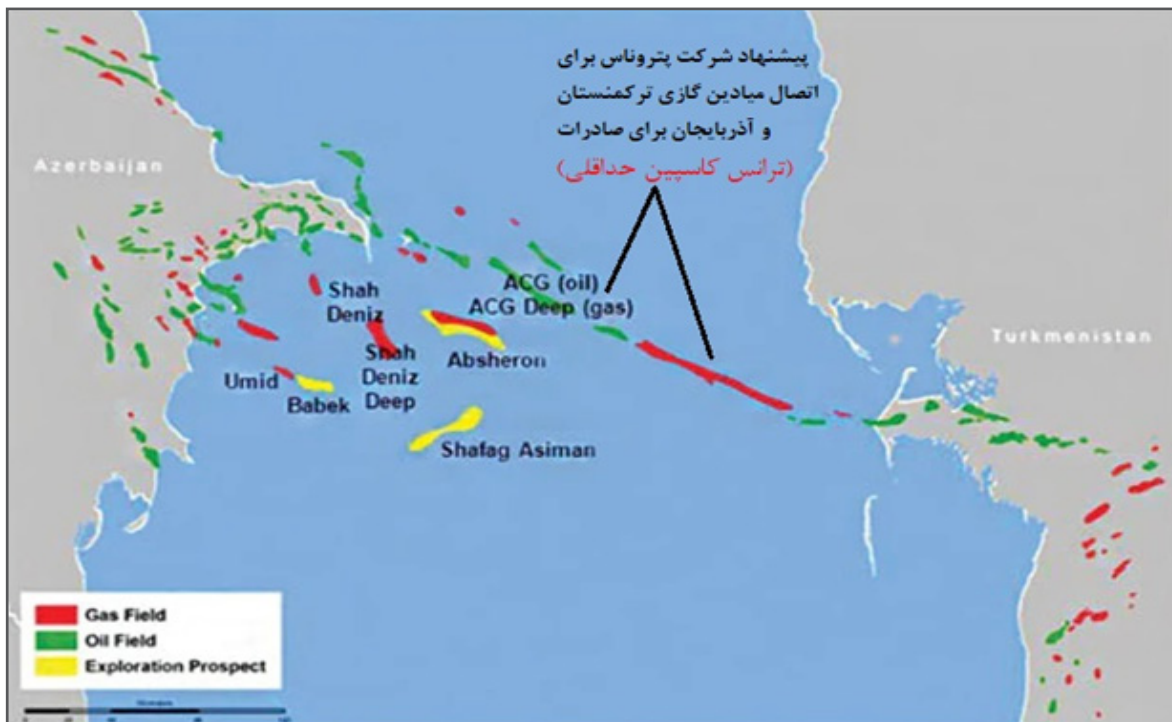 پیشنهاد شرکت پتروناس برای
اتصال میادین گازی ترکمنستان
و آذربایجان برای صادرات
(ترانس کاسپین حداقلی)
Azerbaijan
Turkmenistan
ACG (oil)
ACG Deep (gas)
Shah
Deniz
Absheron
Shah
Deniz
Deep
Umid
Babek
Shafag Asiman
Gas Field
Oil Field
Exploration Prospect